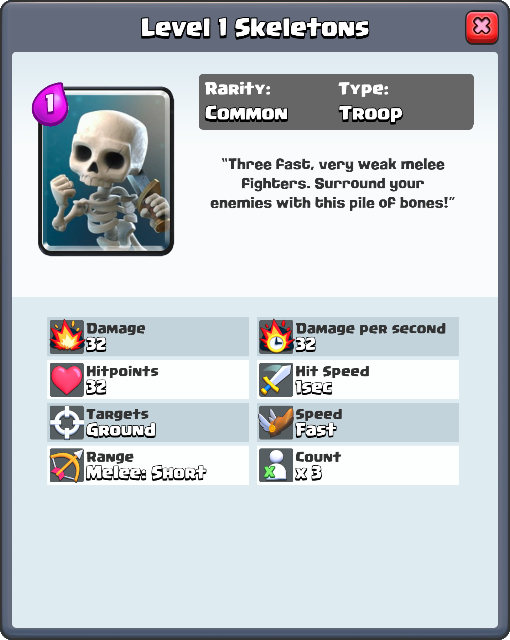 Level 1 Skeletons
1
Rarity:
Common
Type:
Troop
“Three fast, very weak melee
fighters. Surround your
enemies with this pile of bones!”
Damage
32
Damage per second
32
Hitpoints
32
Hit Speed
1sec
Targets
Ground
Speed
Fast
Range
Melee: Short
Count
x 3